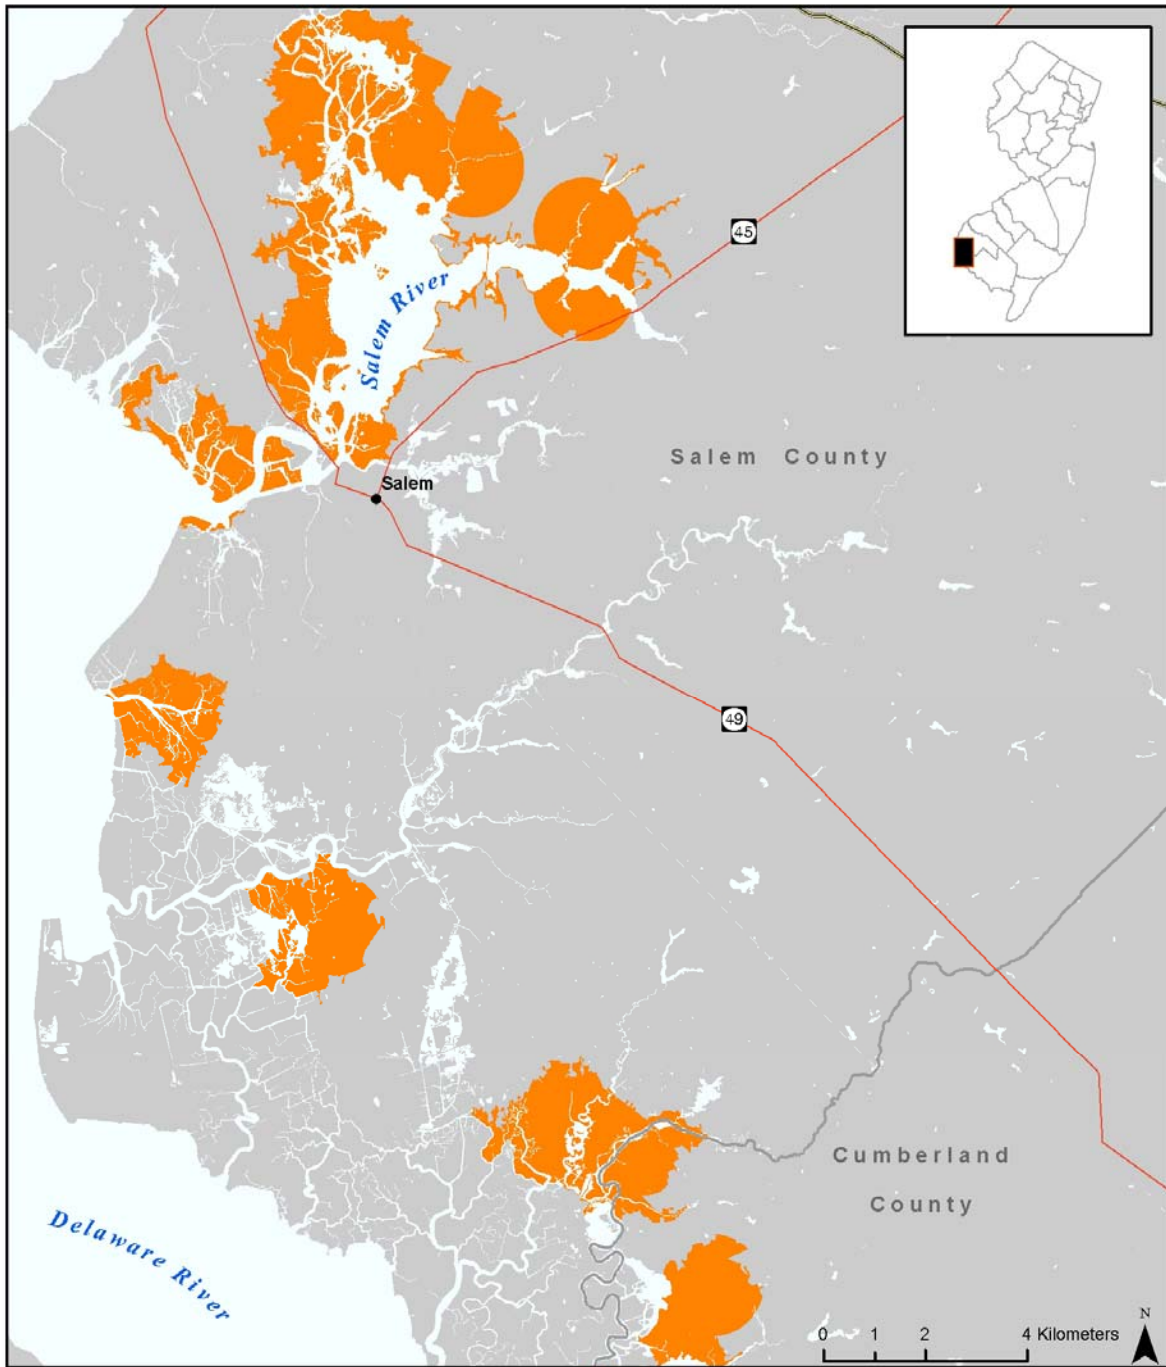 45
Salem River
Salem County
Salem
49
Cumberland
County
Delaware River
N
0 1 2 4 Kilometers